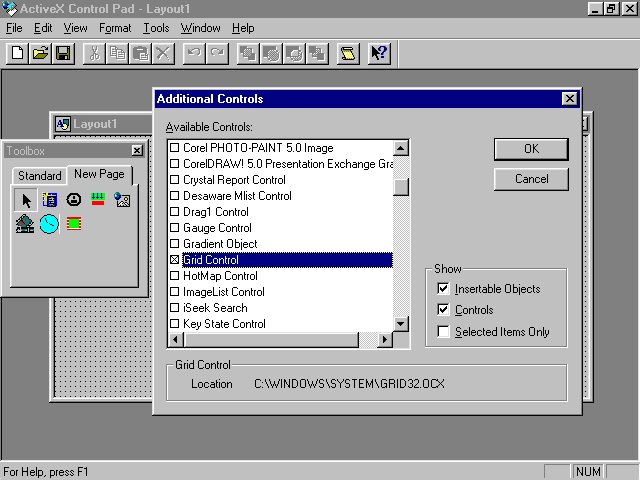 ActiveX Control Pad - Layout1
File Edit View Format Tools Window Help
Additional Controls
Layout1
Available Controls:
Toolbox
Standard New Page
Corel PHOTO-PAINT 5.0 Image
CorelDRAW! 5.0 Presentation Exchange Gra
Crystal Report Control
Desaware Mlist Control
Drag1 Control
Gauge Control
Gradient Object
Grid Control
HotMap Control
ImageList Control
iSeek Search
Key State Control
OK
Cancel
Show
Insertable Objects
Controls
Selected Items Only
Grid Control
Location C:\WINDOWS\SYSTEM\GRID32.OCX
For Help, press F1
NUM